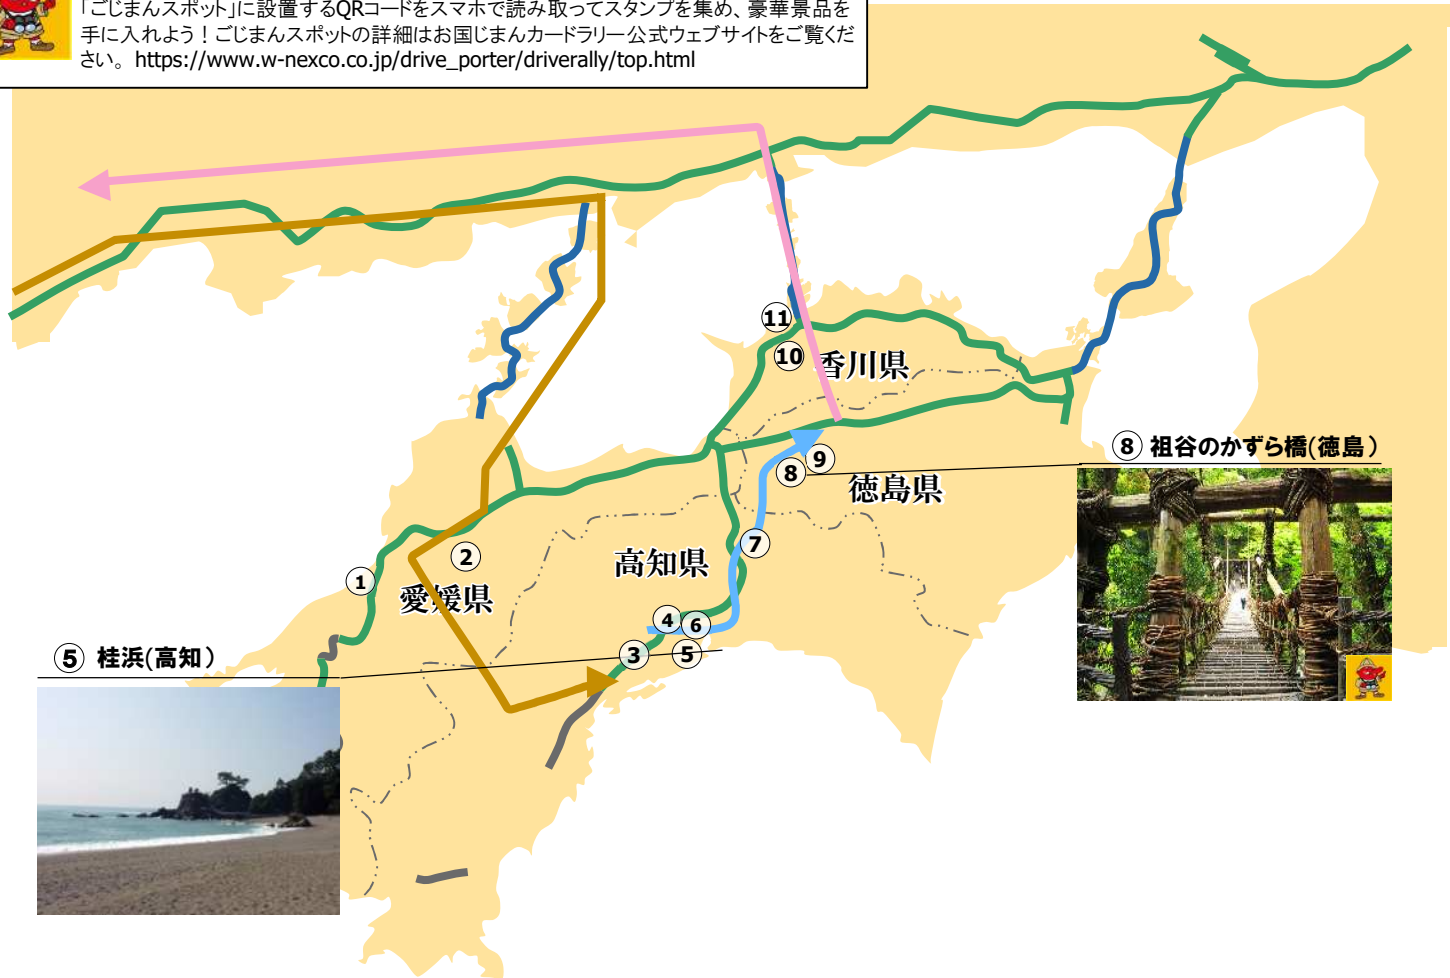 「ごじまんスポット」に設置するQRコードをスマホで読み取ってスタンプを集め、豪華景品を
手に入れよう！ごじまんスポットの詳細はお国じまんカードラリー公式ウェブサイトをご覧くだ
さい。 https://www.w-nexco.co.jp/drive_porter/driverally/top.html
⑪
⑩
香川県
⑧ 祖谷のかずら橋(徳島）
⑨
⑧
徳島県
⑦
②
高知県
①
愛媛県
④
⑥
③
⑤
⑤ 桂浜(高知）